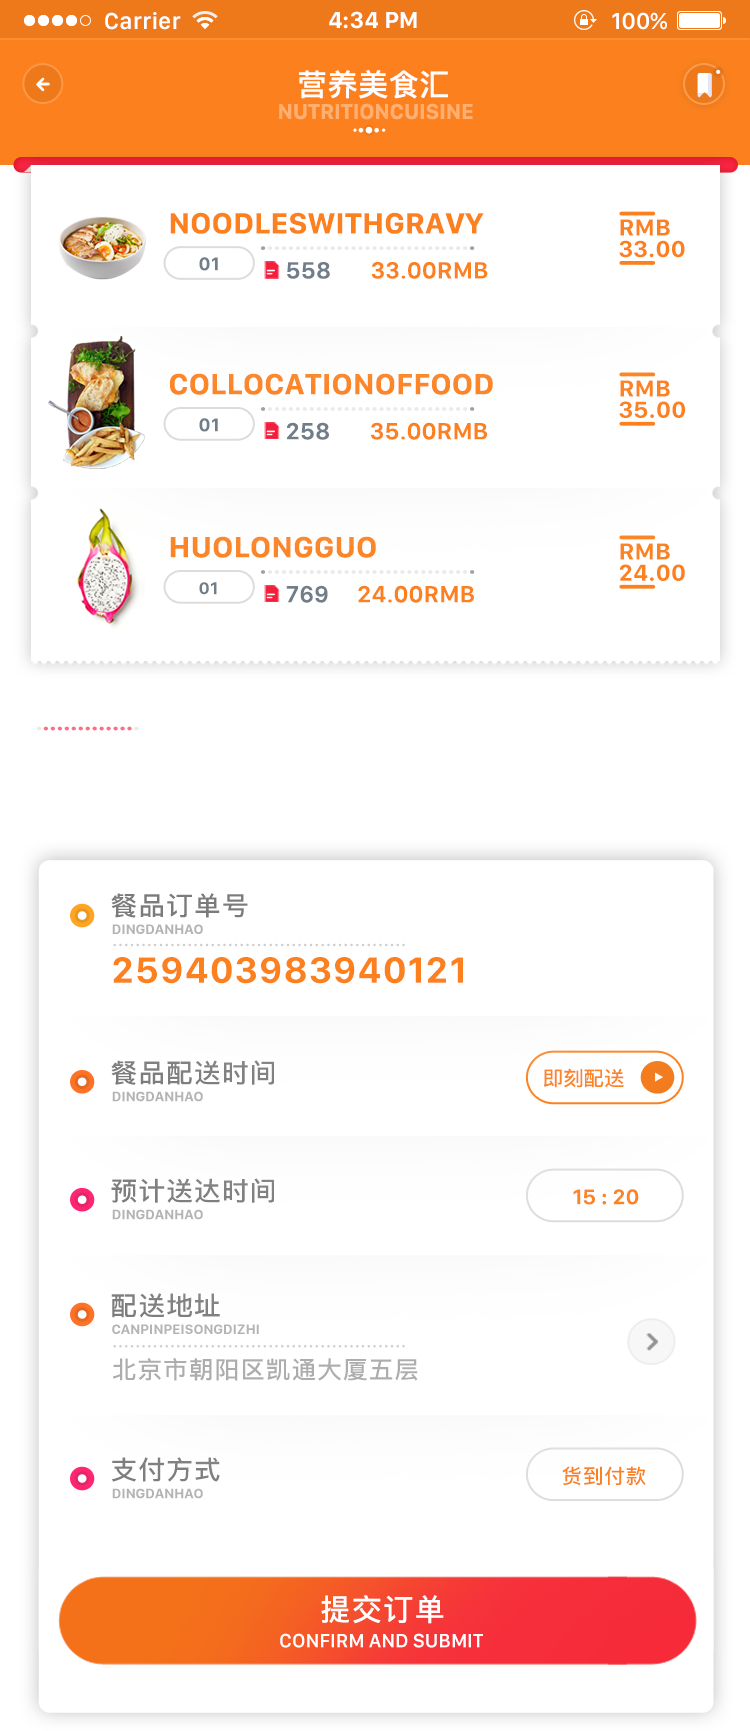 Carrier 4:34 PM 100%
营养美食汇
NUTRITIONCUISINE
NOODLESWITHGRAVY
01 558 33.00RMB
RMB
33.00
COLLOCATIONOFFOOD
01 258 35.00RMB
RMB
35.00
HUOLONGGUO
01 769 24.00RMB
RMB
24.00
餐品订单号
DINGDANHAO
259403983940121
餐品配送时间
DINGDANHAO
即刻配送
预计送达时间
DINGDANHAO
15 : 20
配送地址
CANPINPEISONGDIZHI
北京市朝阳区凯通大厦五层
支付方式
DINGDANHAO
货到付款
提交订单
CONFIRM AND SUBMIT